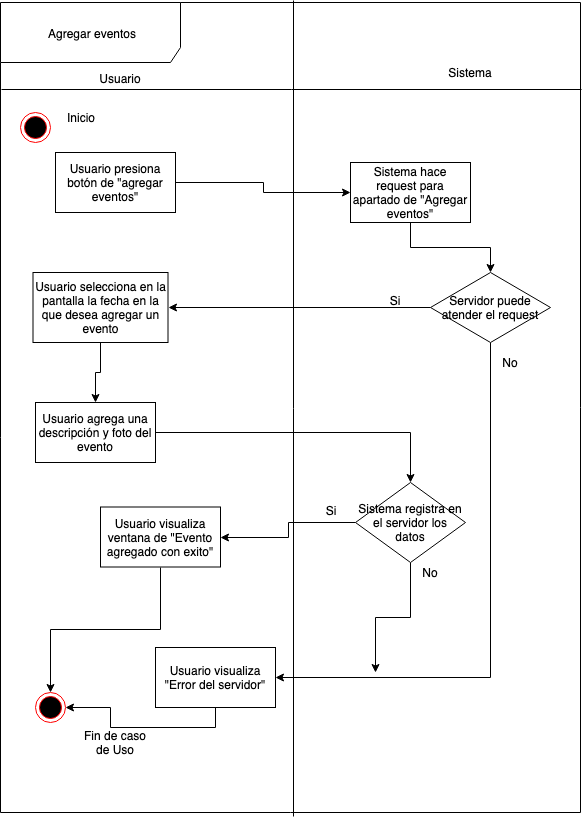 Agregar eventos
Usuario
Sistema
Inicio
Usuario presiona
botón de "agregar
eventos"
Sistema hace
request para
apartado de "Agregar
eventos"
Usuario selecciona en la
pantalla la fecha en la
que desea agregar un
evento
Si
Servidor puede
atender el request
No
Usuario agrega una
descripción y foto del
evento
Usuario visualiza
ventana de "Evento
agregado con exito"
Si
Sistema registra en
el servidor los
datos
No
Usuario visualiza
"Error del servidor"
Fin de caso
de Uso